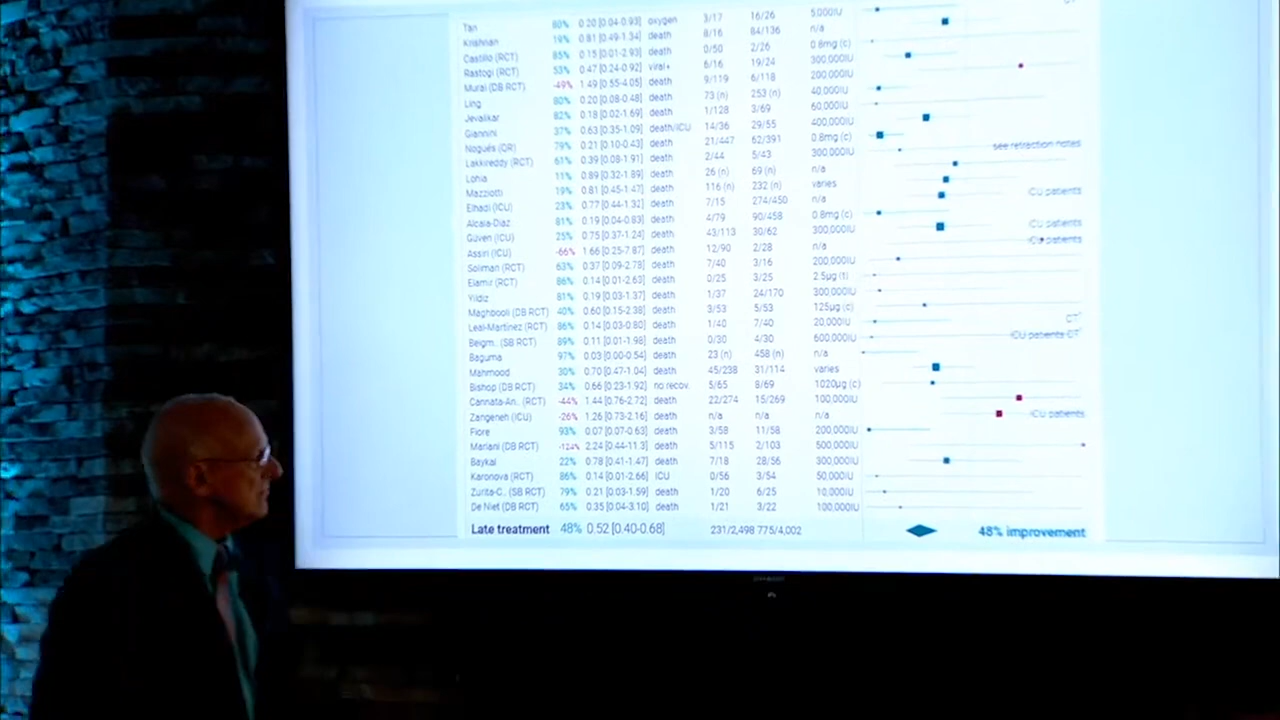 Tan 80% 0.20 [0.04-0.93] oxygen 3/17 16/26 5,000IU
Krishnan 19% 0.81 [0.49-1.34] death 8/16 84/136 n/a
Castillo (RCT) 85% 0.15 [0.01-2.93] death 0/50 2/26 0.8mg (c)
Rastogi (RCT) 53% 0.47 [0.24-0.92] viral+ 6/16 19/24 300,000IU
Murai (DB RCT) -49% 1.49 [0.55-4.05] death 9/119 6/118 200,000IU
Ling 80% 0.20 [0.08-0.48] death 73 (n) 253 (n) 40,000IU
Jevalikar 82% 0.18 [0.02-1.69] death 1/128 3/69 60,000IU
Giannini 37% 0.63 [0.35-1.09] death/ICU 14/36 29/55 400,000IU
Nogués (QR) 79% 0.21 [0.10-0.43] death 21/447 62/391 0.8mg (c) see retraction notes
Lakkireddy (RCT) 61% 0.39 [0.08-1.91] death 2/44 5/43 300,000IU
Lohia 11% 0.89 [0.32-1.89] death 26 (n) 69 (n) n/a
Mazziotti 19% 0.81 [0.45-1.47] death 116 (n) 232 (n) varies
Elhadi (ICU) 23% 0.77 [0.44-1.32] death 7/15 274/450 n/a ICU patients
Alcala-Diaz 81% 0.19 [0.04-0.83] death 4/79 90/458 0.8mg (c)
Güven (ICU) 25% 0.75 [0.37-1.24] death 43/113 30/62 300,000IU ICU patients
Assiri (ICU) -66% 1.66 [0.25-7.87] death 12/90 2/28 n/a ICU patients
Soliman (RCT) 63% 0.37 [0.09-2.78] death 7/40 3/16 200,000IU
Elamir (RCT) 86% 0.14 [0.01-2.63] death 0/25 3/25 2.5µg (t)
Yildiz 81% 0.19 [0.03-1.37] death 1/37 24/170 300,000IU
Maghbooli (DB RCT) 40% 0.60 [0.15-2.38] death 3/53 5/53 125µg (c)
Leal-Martínez (RCT) 86% 0.14 [0.03-0.80] death 1/40 7/40 20,000IU CT
Beigm.. (SB RCT) 89% 0.11 [0.01-1.98] death 0/30 4/30 600,000IU ICU patients CT
Baguma 97% 0.03 [0.00-0.54] death 23 (n) 458 (n) n/a
Mahmood 30% 0.70 [0.47-1.04] death 45/238 31/114 varies
Bishop (DB RCT) 34% 0.66 [0.23-1.92] no recov. 5/65 8/69 1020µg (c)
Cannata-An.. (RCT) -44% 1.44 [0.76-2.72] death 22/274 15/269 100,000IU
Zangeneh (ICU) -26% 1.26 [0.73-2.16] death n/a n/a n/a ICU patients
Fiore 93% 0.07 [0.07-0.63] death 3/58 11/58 200,000IU
Mariani (DB RCT) -124% 2.24 [0.44-11.3] death 5/115 2/103 500,000IU
Baykal 22% 0.78 [0.41-1.47] death 7/18 28/56 300,000IU
Karonova (RCT) 86% 0.14 [0.01-2.66] ICU 0/56 3/54 50,000IU
Zurita-C.. (SB RCT) 79% 0.21 [0.03-1.59] death 1/20 6/25 10,000IU
De Niet (DB RCT) 65% 0.35 [0.04-3.10] death 1/21 3/22 100,000IU
Late treatment 48% 0.52 [0.40-0.68] 231/2,498 775/4,002 48% improvement